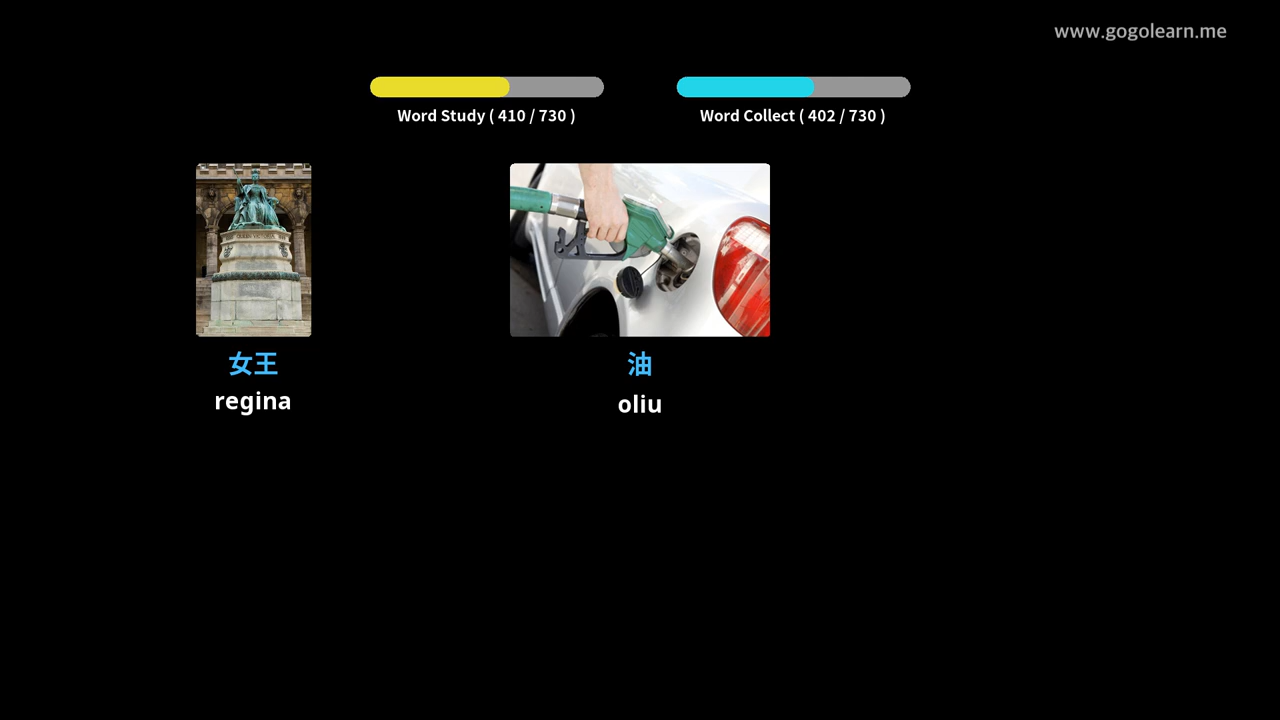 www.gogolearn.me
Word Study ( 410 / 730 )
Word Collect ( 402 / 730 )
女王
regina
油
oliu